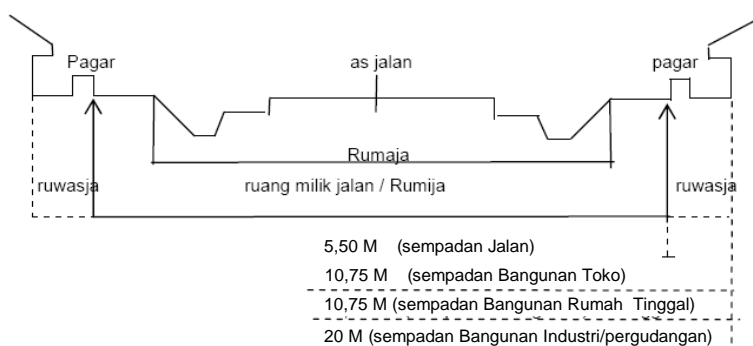 Pagar as jalan pagar
Rumaja
ruwasja ruang milik jalan / Rumija ruwasja
5,50 M (sempadan Jalan)
10,75 M (sempadan Bangunan Toko)
10,75 M (sempadan Bangunan Rumah Tinggal)
20 M (sempadan Bangunan Industri/pergudangan)